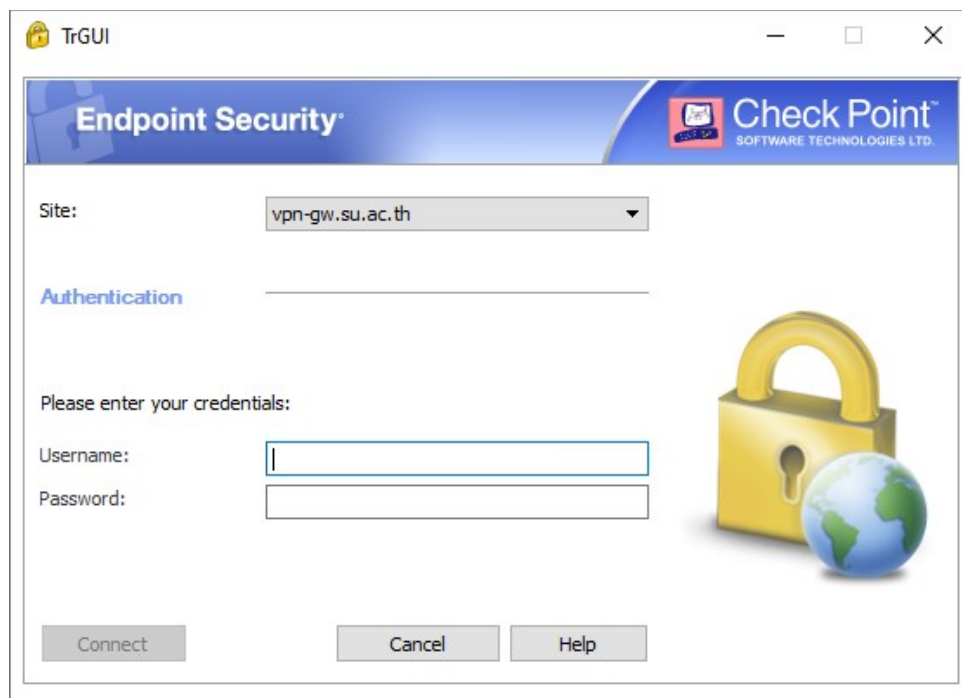 TrGUI
Endpoint Security
Check Point™
SOFTWARE TECHNOLOGIES LTD.
Site:
vpn-gw.su.ac.th
Authentication
Please enter your credentials:
Username:
Password:
Connect
Cancel
Help